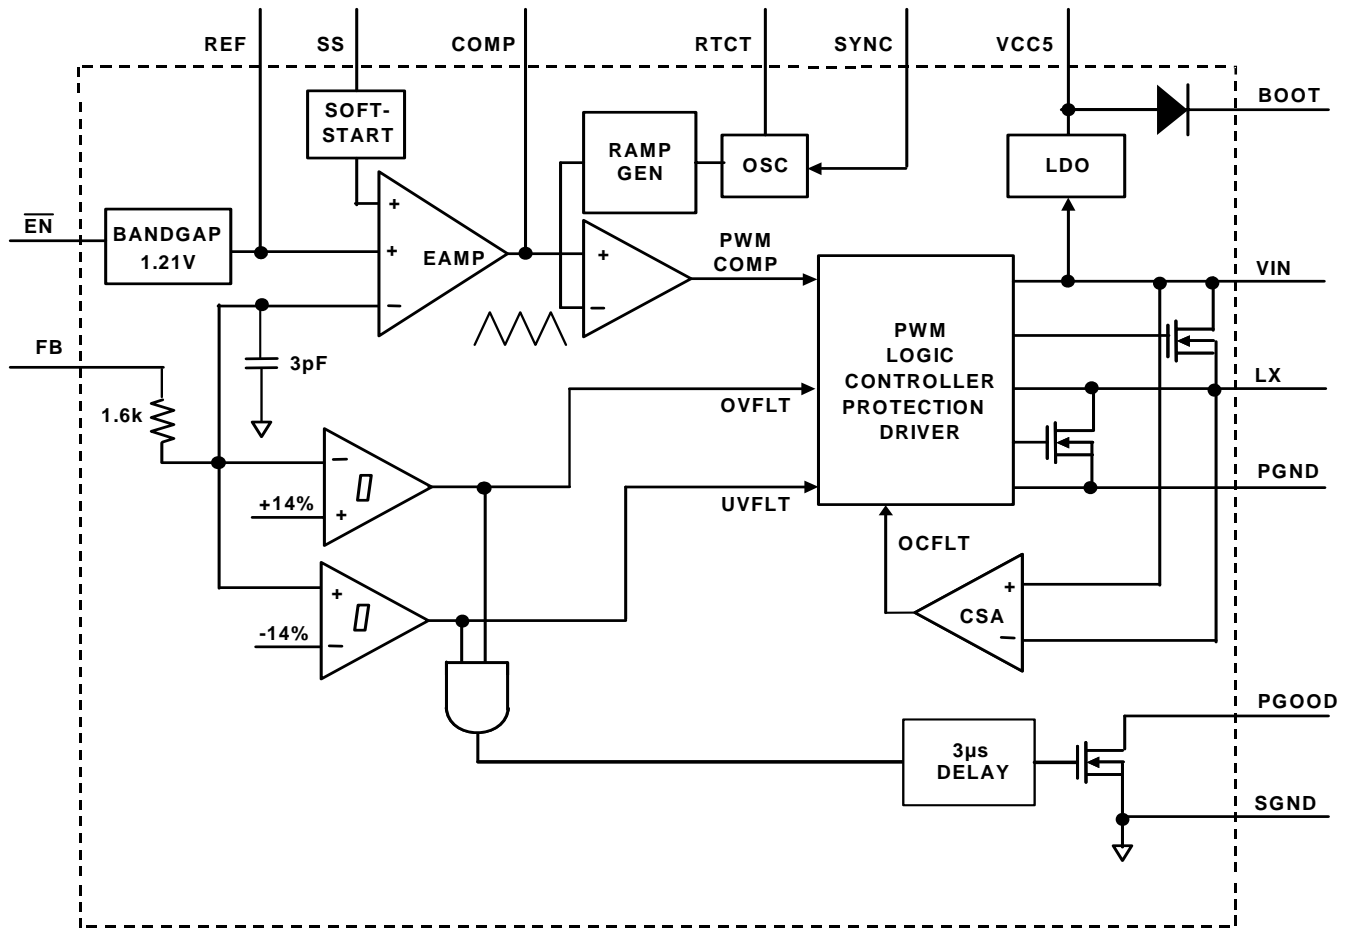 REF
SS
COMP
RTCT
SYNC
VCC5
BOOT
SOFT-
START
RAMP
GEN
OSC
LDO
EN
BANDGAP
1.21V
+
+
−
EAMP
+
−
PWM
COMP
VIN
FB
3pF
PWM
LOGIC
CONTROLLER
PROTECTION
DRIVER
LX
1.6k
OVFLT
−
+14%
+
UVFLT
PGND
OCFLT
+
-14%
−
+
CSA
−
PGOOD
3µs
DELAY
SGND